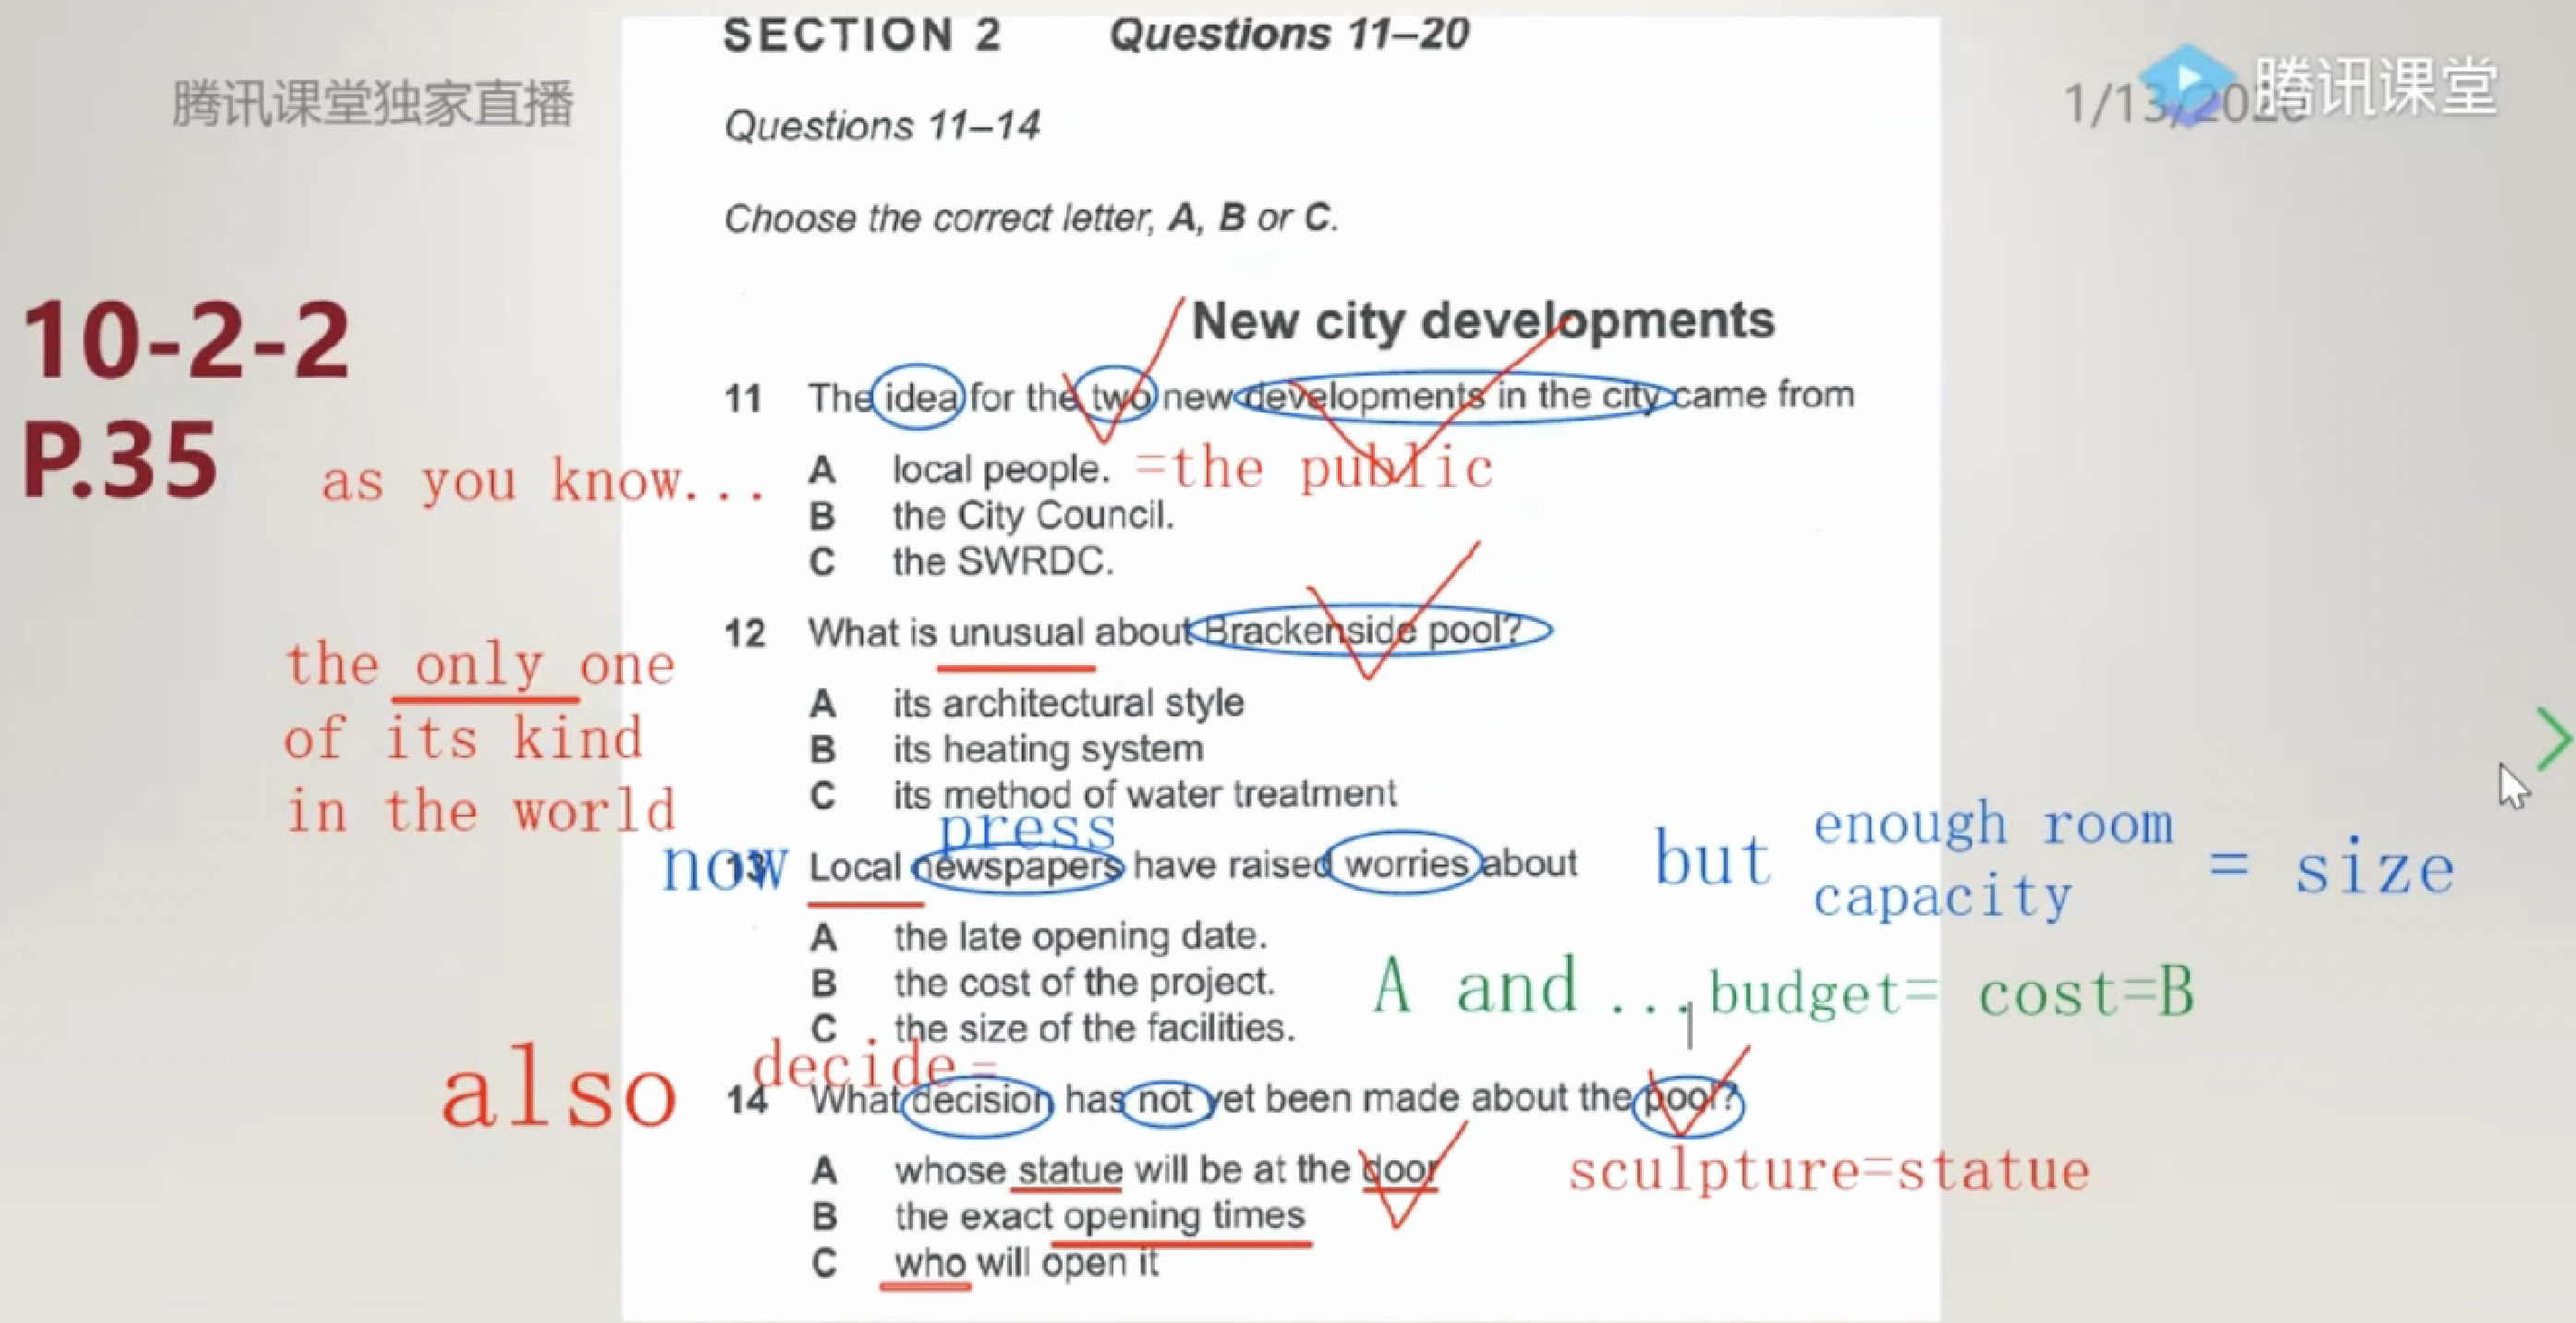 SECTION 2 Questions 11–20
腾讯课堂独家直播
腾讯课堂
Questions 11–14
Choose the correct letter, A, B or C.
10-2-2
P.35
New city developments
11 The idea for the two new developments in the city came from
as you know...
A local people. =the public
B the City Council.
C the SWRDC.
12 What is unusual about Brackenside pool?
the only one
of its kind
in the world
A its architectural style
B its heating system
C its method of water treatment
press
now
13 Local newspapers have raised worries about
but enough room
capacity = size
A the late opening date.
B the cost of the project.
C the size of the facilities.
A and ... budget= cost=B
also
decide=
14 What decision has not yet been made about the pool?
A whose statue will be at the door
sculpture=statue
B the exact opening times
C who will open it